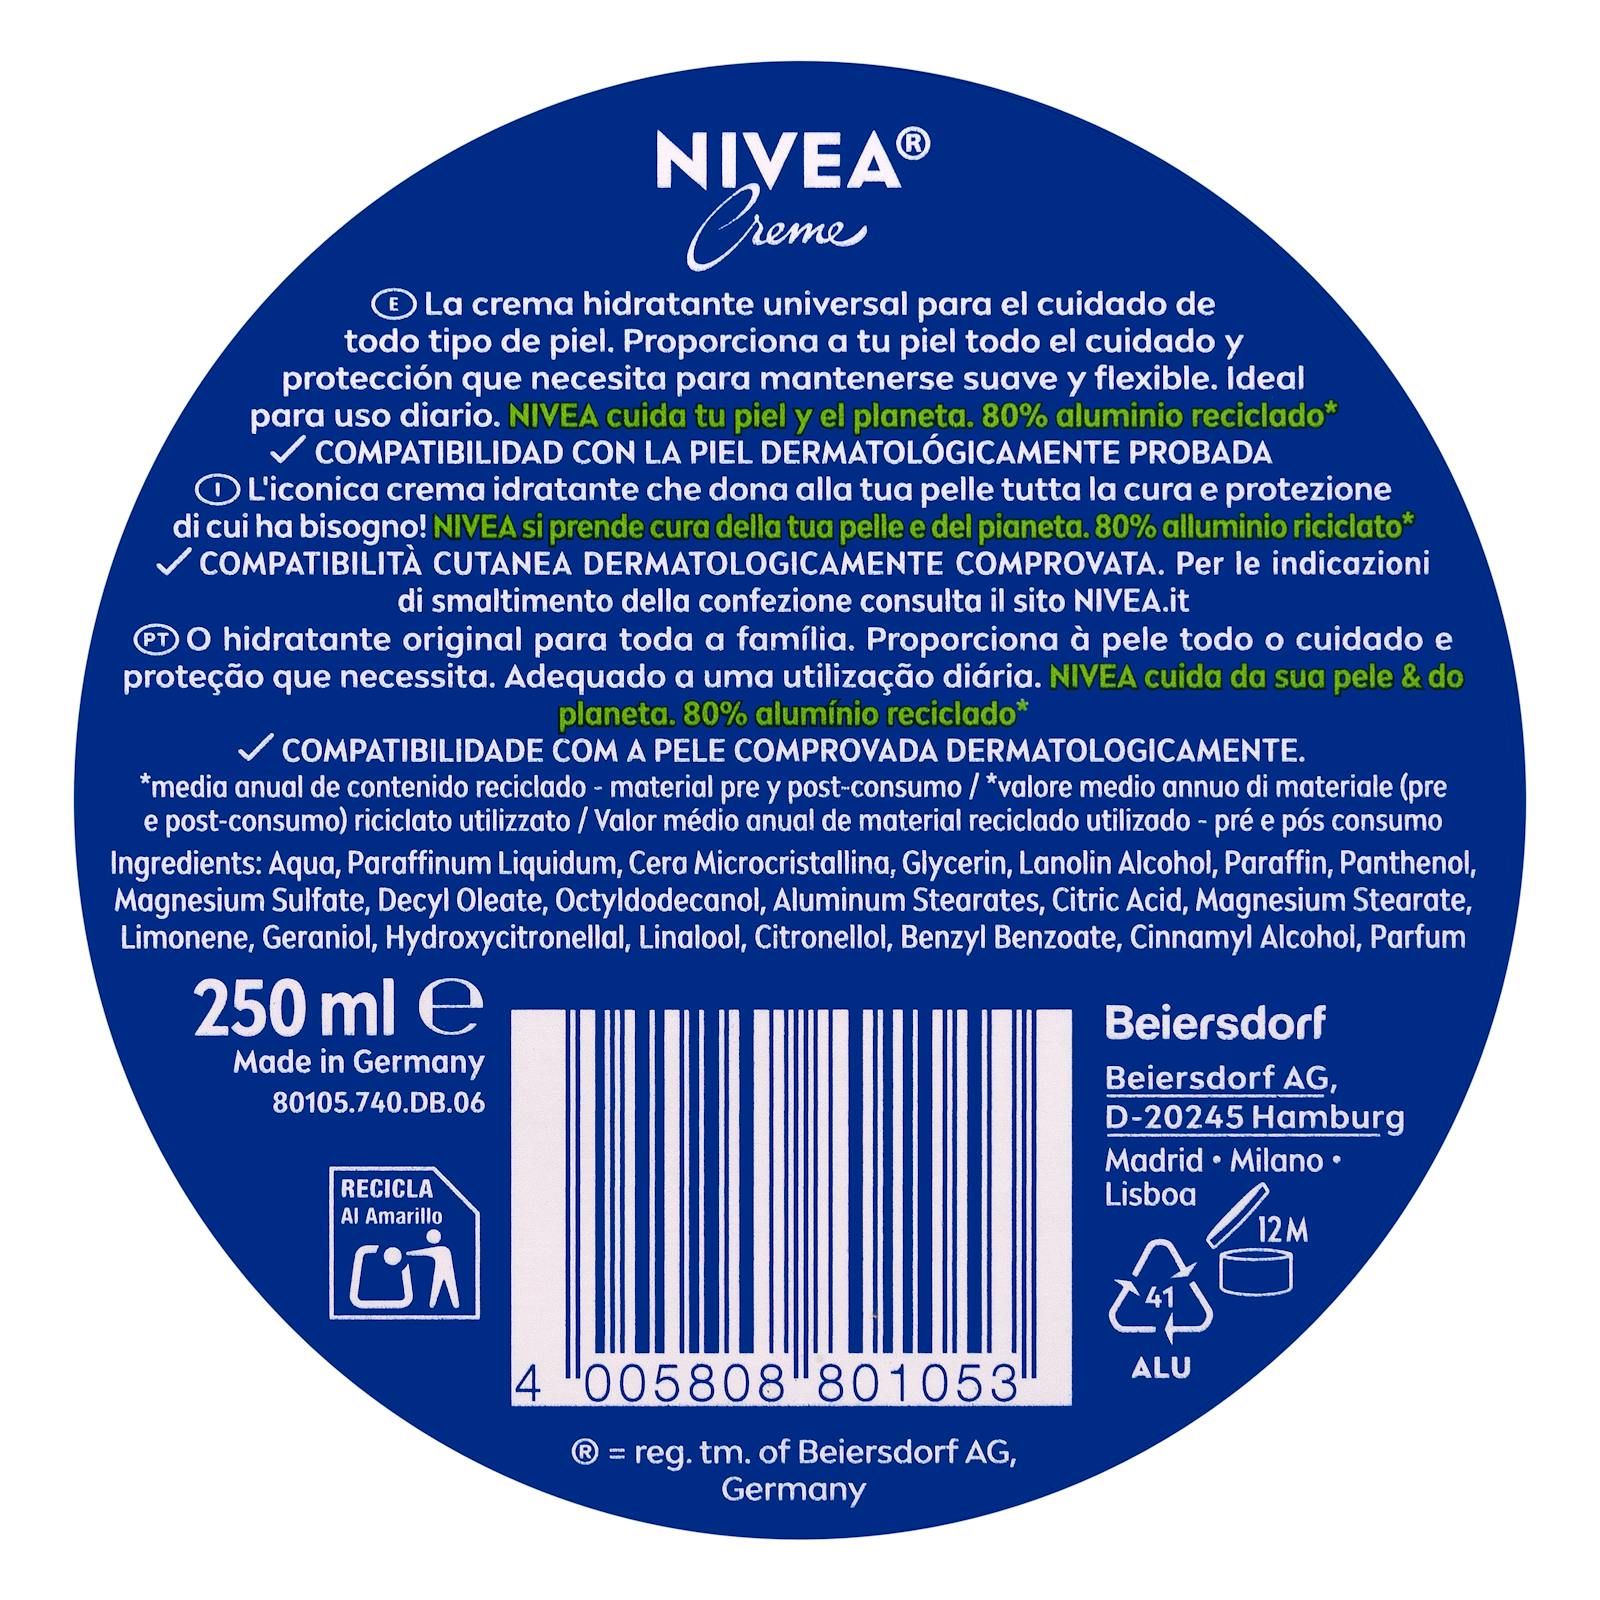 NIVEA®
Creme
E La crema hidratante universal para el cuidado de
todo tipo de piel. Proporciona a tu piel todo el cuidado y
protección que necesita para mantenerse suave y flexible. Ideal
para uso diario. NIVEA cuida tu piel y el planeta. 80% aluminio reciclado*
✓ COMPATIBILIDAD CON LA PIEL DERMATOLÓGICAMENTE PROBADA
I L'iconica crema idratante che dona alla tua pelle tutta la cura e protezione
di cui ha bisogno! NIVEA si prende cura della tua pelle e del pianeta. 80% alluminio riciclato*
✓ COMPATIBILITÀ CUTANEA DERMATOLOGICAMENTE COMPROVATA. Per le indicazioni
di smaltimento della confezione consulta il sito NIVEA.it
PT O hidratante original para toda a família. Proporciona à pele todo o cuidado e
proteção que necessita. Adequado a uma utilização diária. NIVEA cuida da sua pele & do
planeta. 80% alumínio reciclado*
✓ COMPATIBILIDADE COM A PELE COMPROVADA DERMATOLOGICAMENTE.
*media anual de contenido reciclado - material pre y post-consumo / *valore medio annuo di materiale (pre
e post-consumo) riciclato utilizzato / Valor médio anual de material reciclado utilizado - pré e pós consumo
Ingredients: Aqua, Paraffinum Liquidum, Cera Microcristallina, Glycerin, Lanolin Alcohol, Paraffin, Panthenol,
Magnesium Sulfate, Decyl Oleate, Octyldodecanol, Aluminum Stearates, Citric Acid, Magnesium Stearate,
Limonene, Geraniol, Hydroxycitronellal, Linalool, Citronellol, Benzyl Benzoate, Cinnamyl Alcohol, Parfum
250 ml ℮
Made in Germany
80105.740.DB.06
RECICLA
Al Amarillo
4 005808 801053
Beiersdorf
Beiersdorf AG,
D-20245 Hamburg
Madrid • Milano •
Lisboa
12M
41
ALU
® = reg. tm. of Beiersdorf AG,
Germany